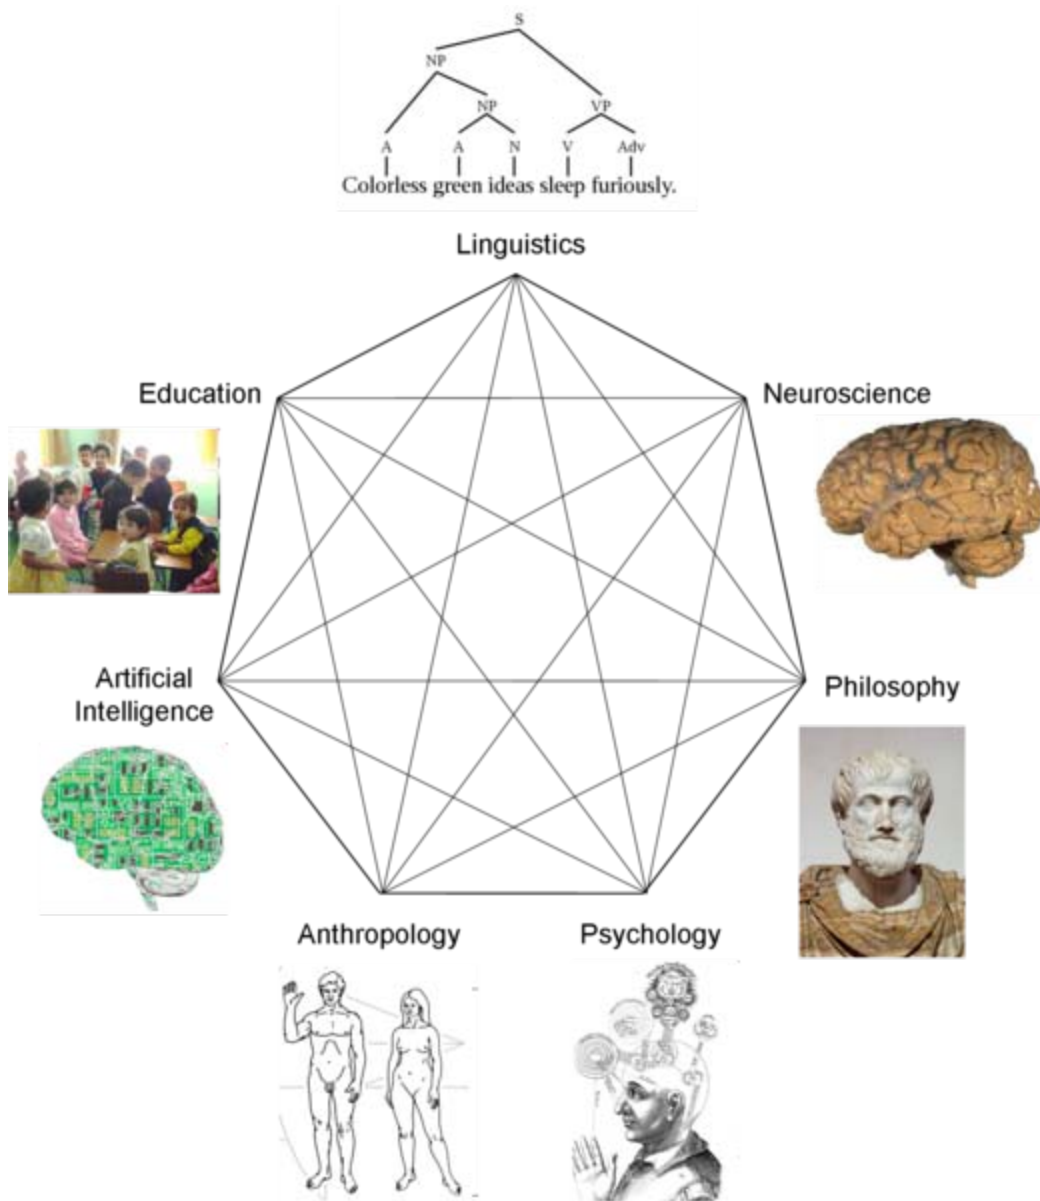 S
NP
NP VP
A A N V Adv
Colorless green ideas sleep furiously.
Linguistics
Education
Neuroscience
Artificial
Intelligence
Philosophy
Anthropology
Psychology